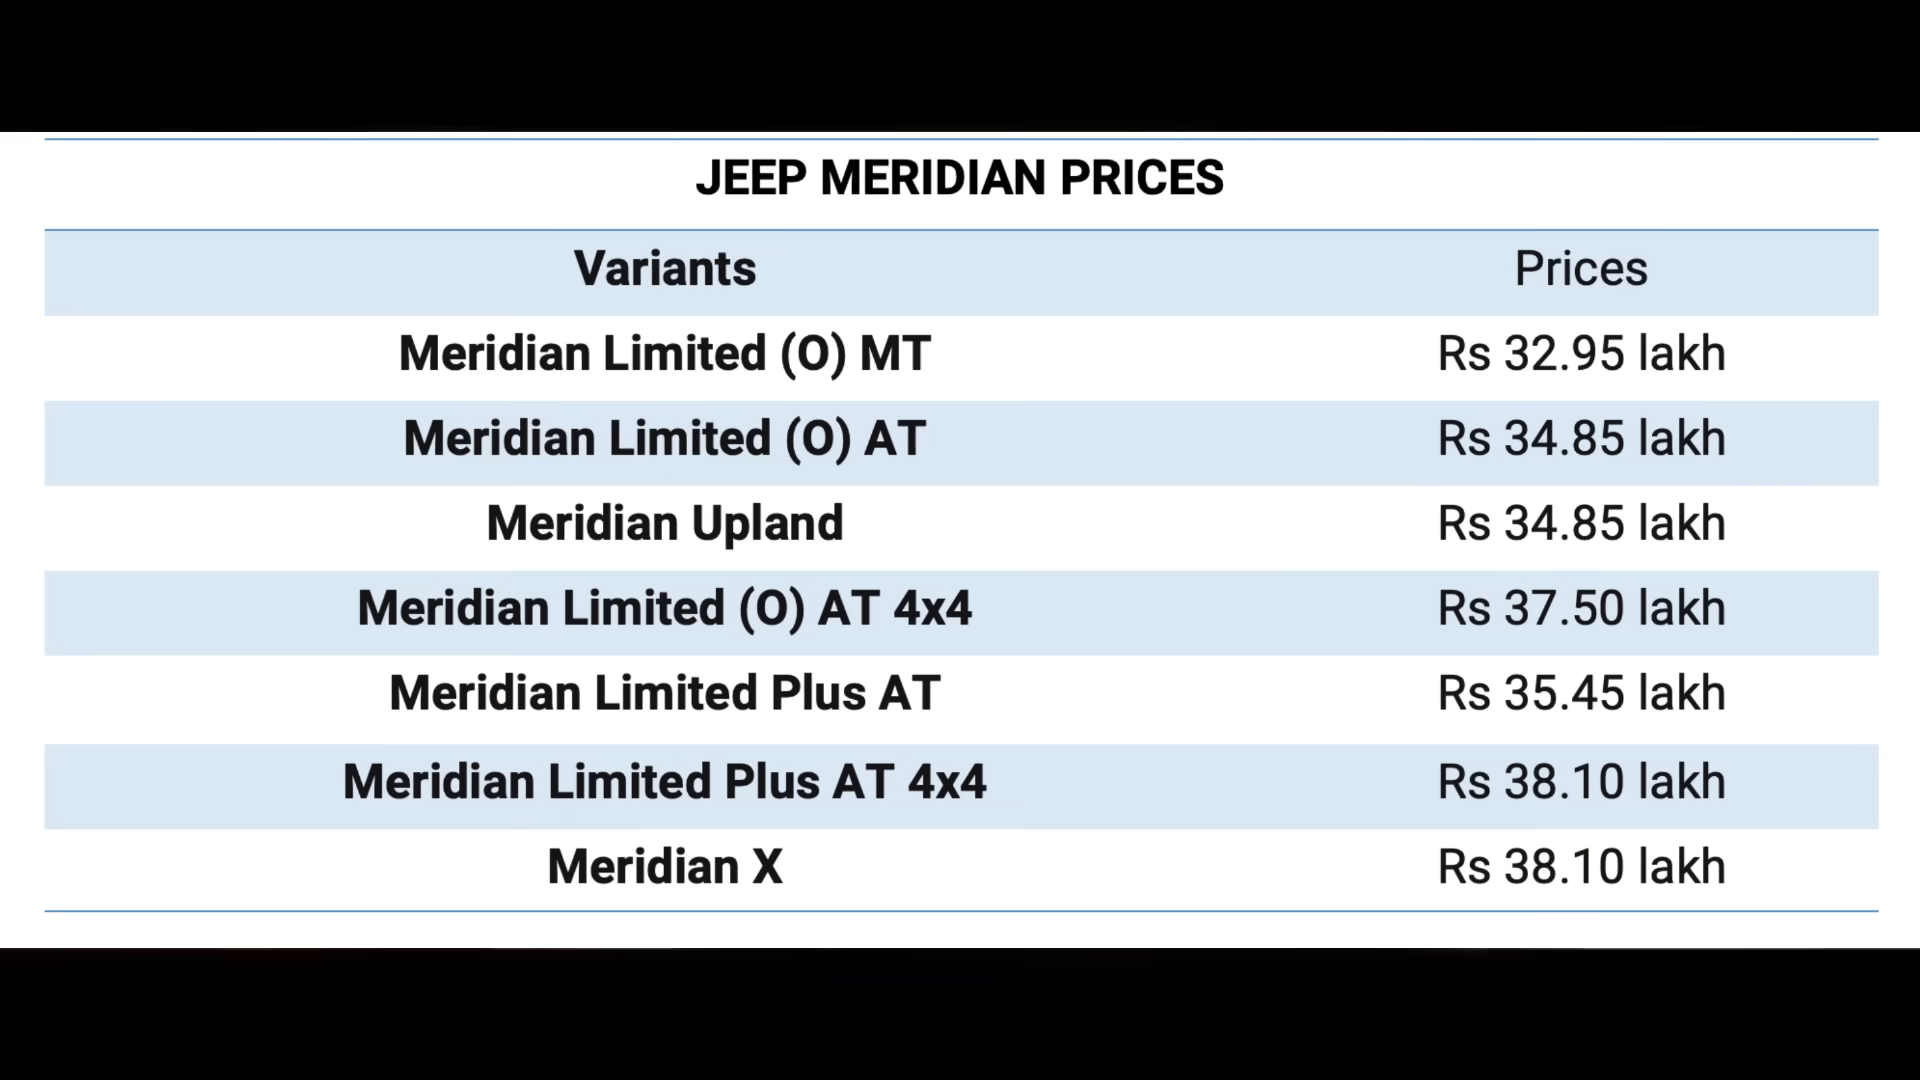 JEEP MERIDIAN PRICES
Variants Prices
Meridian Limited (O) MT Rs 32.95 lakh
Meridian Limited (O) AT Rs 34.85 lakh
Meridian Upland Rs 34.85 lakh
Meridian Limited (O) AT 4x4 Rs 37.50 lakh
Meridian Limited Plus AT Rs 35.45 lakh
Meridian Limited Plus AT 4x4 Rs 38.10 lakh
Meridian X Rs 38.10 lakh